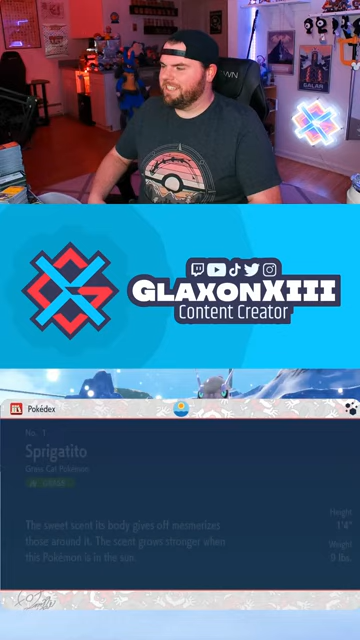 GALAN
GLAXONXIII
Content Creator
Pokédex
No. 1
Sprigatito
Grass Cat Pokémon
GRASS
The sweet scent its body gives off mesmerizes
those around it. The scent grows stronger when
this Pokémon is in the sun.
Height
1'4"
Weight
9 lbs.